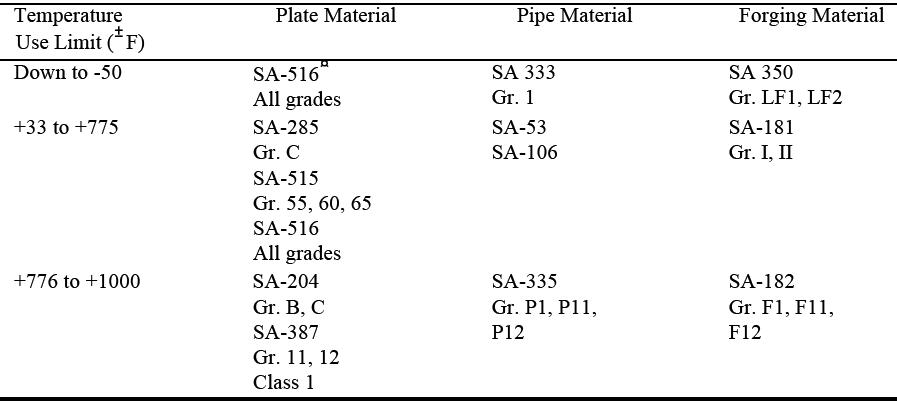 Temperature Plate Material Pipe Material Forging Material
Use Limit (±F)
Down to -50 SA-516¤ SA 333 SA 350
All grades Gr. 1 Gr. LF1, LF2
+33 to +775 SA-285 SA-53 SA-181
Gr. C SA-106 Gr. I, II
SA-515
Gr. 55, 60, 65
SA-516
All grades
+776 to +1000 SA-204 SA-335 SA-182
Gr. B, C Gr. P1, P11, Gr. F1, F11,
SA-387 P12 F12
Gr. 11, 12
Class 1